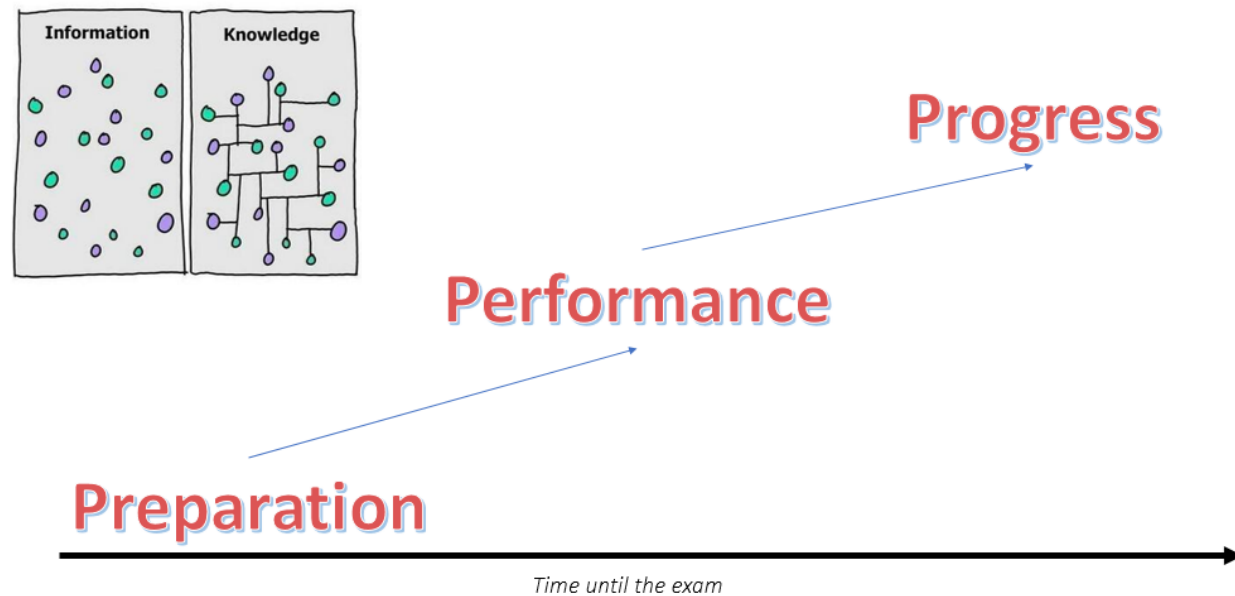 Information
Knowledge
Progress
Performance
Preparation
Time until the exam